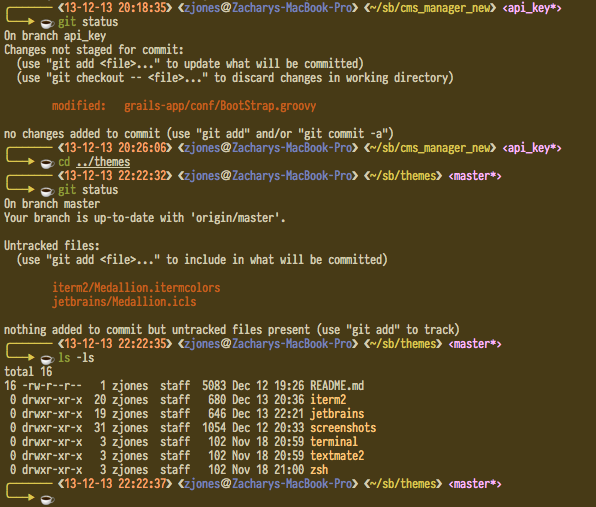 ❮13-12-13 20:18:35❯ ❮zjones@Zacharys-MacBook-Pro❯ ❮~/sb/cms_manager_new❯ <api_key*>
git status
On branch api_key
Changes not staged for commit:
(use "git add <file>..." to update what will be committed)
(use "git checkout -- <file>..." to discard changes in working directory)
modified: grails-app/conf/BootStrap.groovy
no changes added to commit (use "git add" and/or "git commit -a")
❮13-12-13 20:26:06❯ ❮zjones@Zacharys-MacBook-Pro❯ ❮~/sb/cms_manager_new❯ <api_key*>
cd ../themes
❮13-12-13 22:22:32❯ ❮zjones@Zacharys-MacBook-Pro❯ ❮~/sb/themes❯ <master*>
git status
On branch master
Your branch is up-to-date with 'origin/master'.
Untracked files:
(use "git add <file>..." to include in what will be committed)
iterm2/Medallion.itermcolors
jetbrains/Medallion.icls
nothing added to commit but untracked files present (use "git add" to track)
❮13-12-13 22:22:35❯ ❮zjones@Zacharys-MacBook-Pro❯ ❮~/sb/themes❯ <master*>
ls -ls
total 16
16 -rw-r--r-- 1 zjones staff 5083 Dec 12 19:26 README.md
0 drwxr-xr-x 20 zjones staff 680 Dec 13 20:36 iterm2
0 drwxr-xr-x 19 zjones staff 646 Dec 13 22:21 jetbrains
0 drwxr-xr-x 31 zjones staff 1054 Dec 12 20:33 screenshots
0 drwxr-xr-x 3 zjones staff 102 Nov 18 20:59 terminal
0 drwxr-xr-x 3 zjones staff 102 Nov 18 20:59 textmate2
0 drwxr-xr-x 3 zjones staff 102 Nov 18 21:00 zsh
❮13-12-13 22:22:37❯ ❮zjones@Zacharys-MacBook-Pro❯ ❮~/sb/themes❯ <master*>